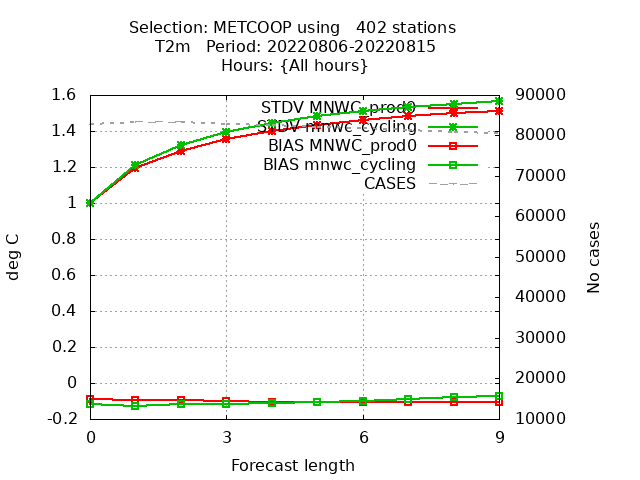 Selection: METCOOP using   402 stations
T2m   Period: 20220806-20220815
Hours: {All hours}
1.6
1.4
1.2
1
0.8
0.6
0.4
0.2
0
-0.2
deg C
STDV MNWC_prod0
STDV mnwc_cycling
BIAS MNWC_prod0
BIAS mnwc_cycling
CASES
90000
80000
70000
60000
50000
40000
30000
20000
10000
No cases
0
3
6
9
Forecast length